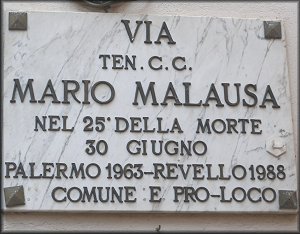 VIA
TEN. C.C.
MARIO MALAUSA
NEL 25° DELLA MORTE
30 GIUGNO
PALERMO 1963-REVELLO 1988
COMUNE E PRO-LOCO